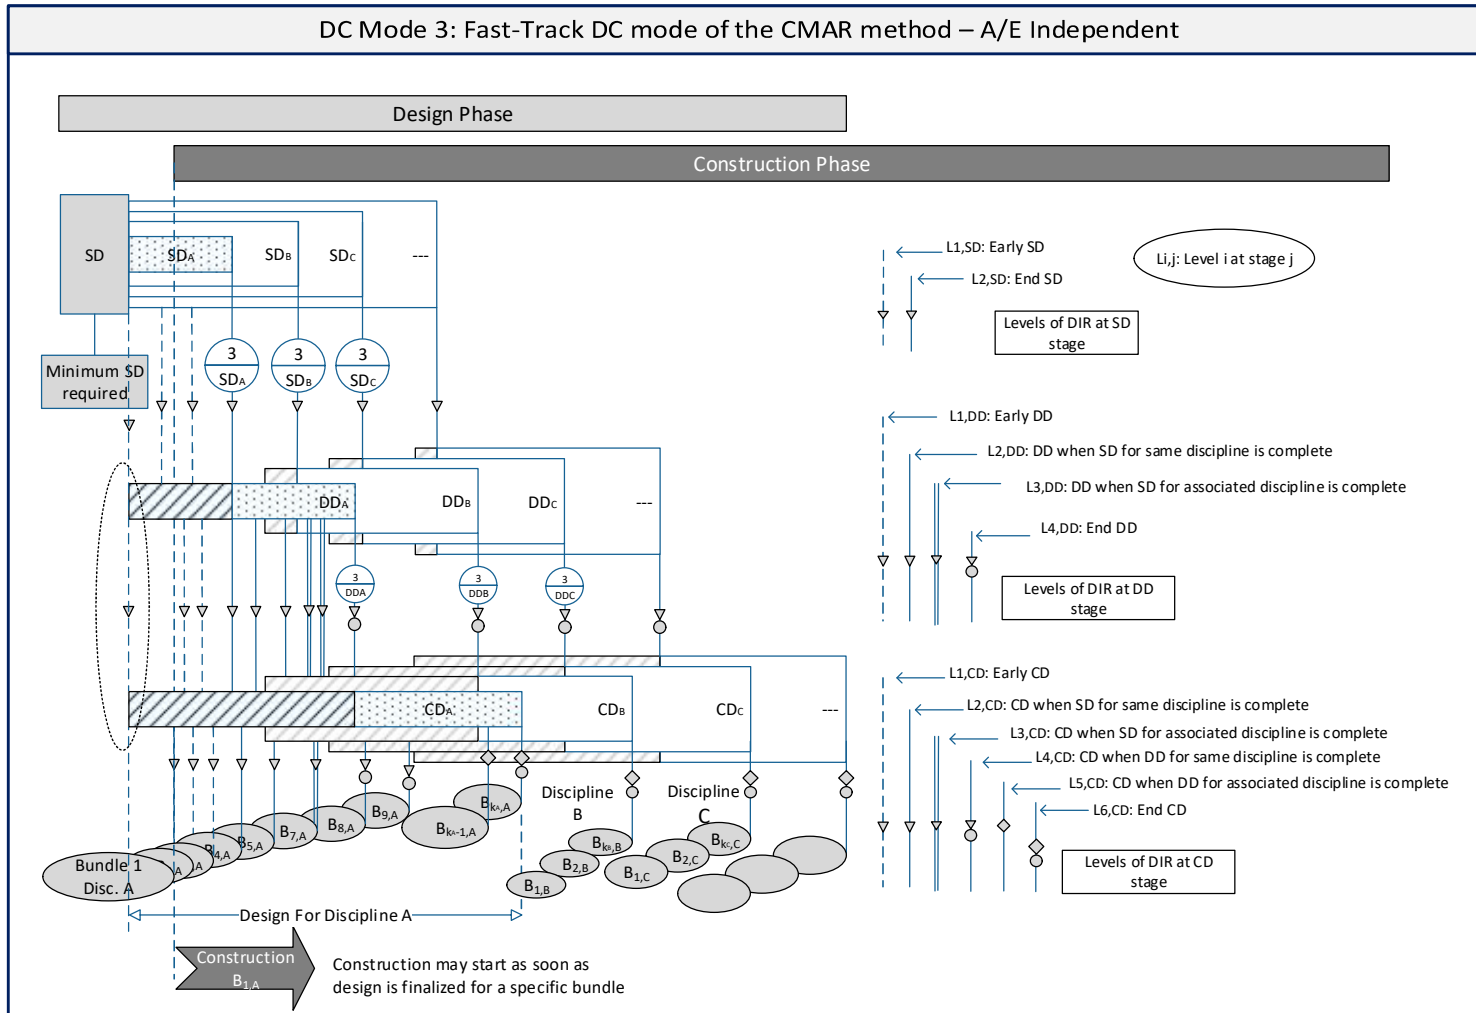 DC Mode 3: Fast-Track DC mode of the CMAR method – A/E Independent
Design Phase
Construction Phase
SD
SDA
SDB
SDC
---
Minimum SD
required
3
SDA
3
SDB
3
SDC
L1,SD: Early SD
L2,SD: End SD
Li,j: Level i at stage j
Levels of DIR at SD
stage
DDA
DDB
DDC
---
3
DDA
3
DDB
3
DDC
L1,DD: Early DD
L2,DD: DD when SD for same discipline is complete
L3,DD: DD when SD for associated discipline is complete
L4,DD: End DD
Levels of DIR at DD
stage
CDA
CDB
CDC
---
L1,CD: Early CD
L2,CD: CD when SD for same discipline is complete
L3,CD: CD when SD for associated discipline is complete
L4,CD: CD when DD for same discipline is complete
L5,CD: CD when DD for associated discipline is complete
L6,CD: End CD
Levels of DIR at CD
stage
Bundle 1
Disc. A
A
A
B4,A
B5,A
B7,A
B8,A
B9,A
BkA-1,A
BkA,A
Discipline
B
B1,B
B2,B
BkB,B
Discipline
C
B1,C
B2,C
BkC,C
Design For Discipline A
Construction
B1,A
Construction may start as soon as
design is finalized for a specific bundle